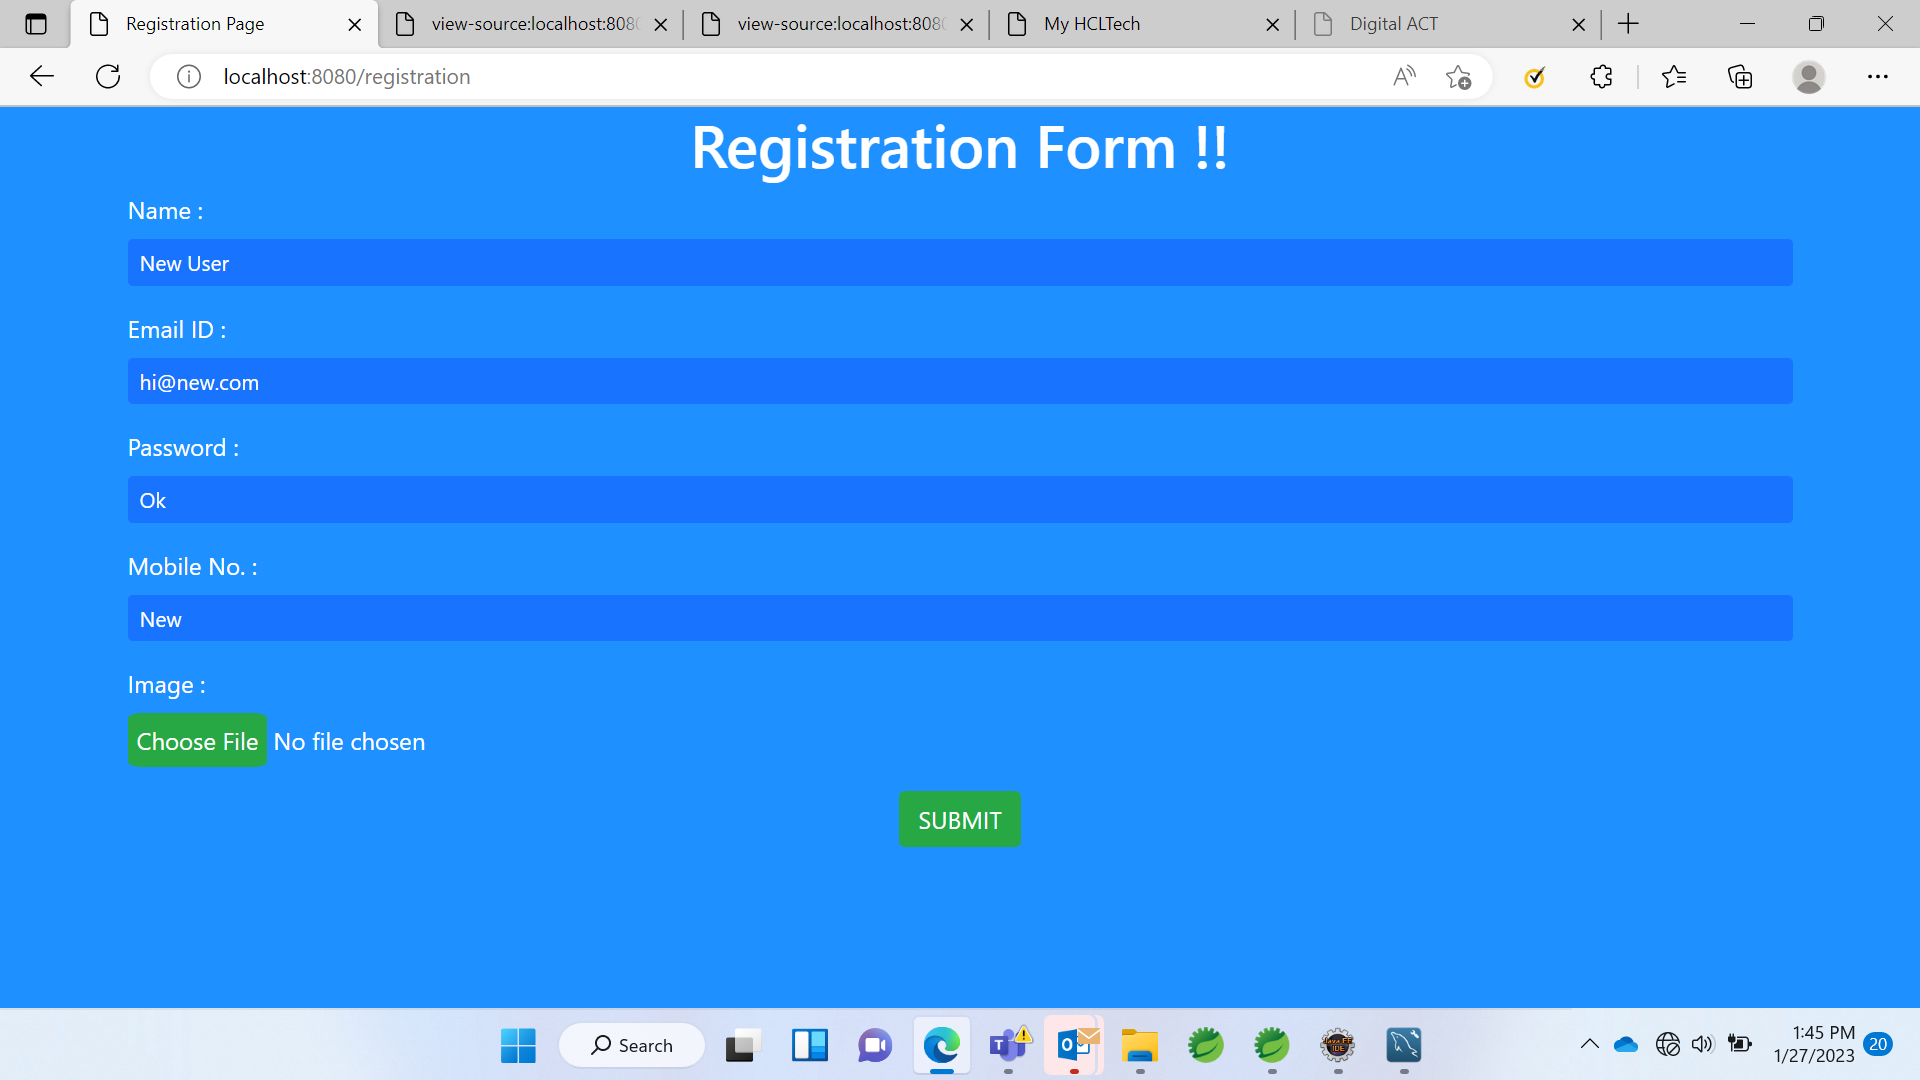 Registration Page
view-source:localhost:808
view-source:localhost:808
My HCLTech
Digital ACT
localhost:8080/registration
Registration Form !!
Name :
New User
Email ID :
hi@new.com
Password :
Ok
Mobile No. :
New
Image :
Choose File No file chosen
SUBMIT
Search
1:45 PM
1/27/2023
20